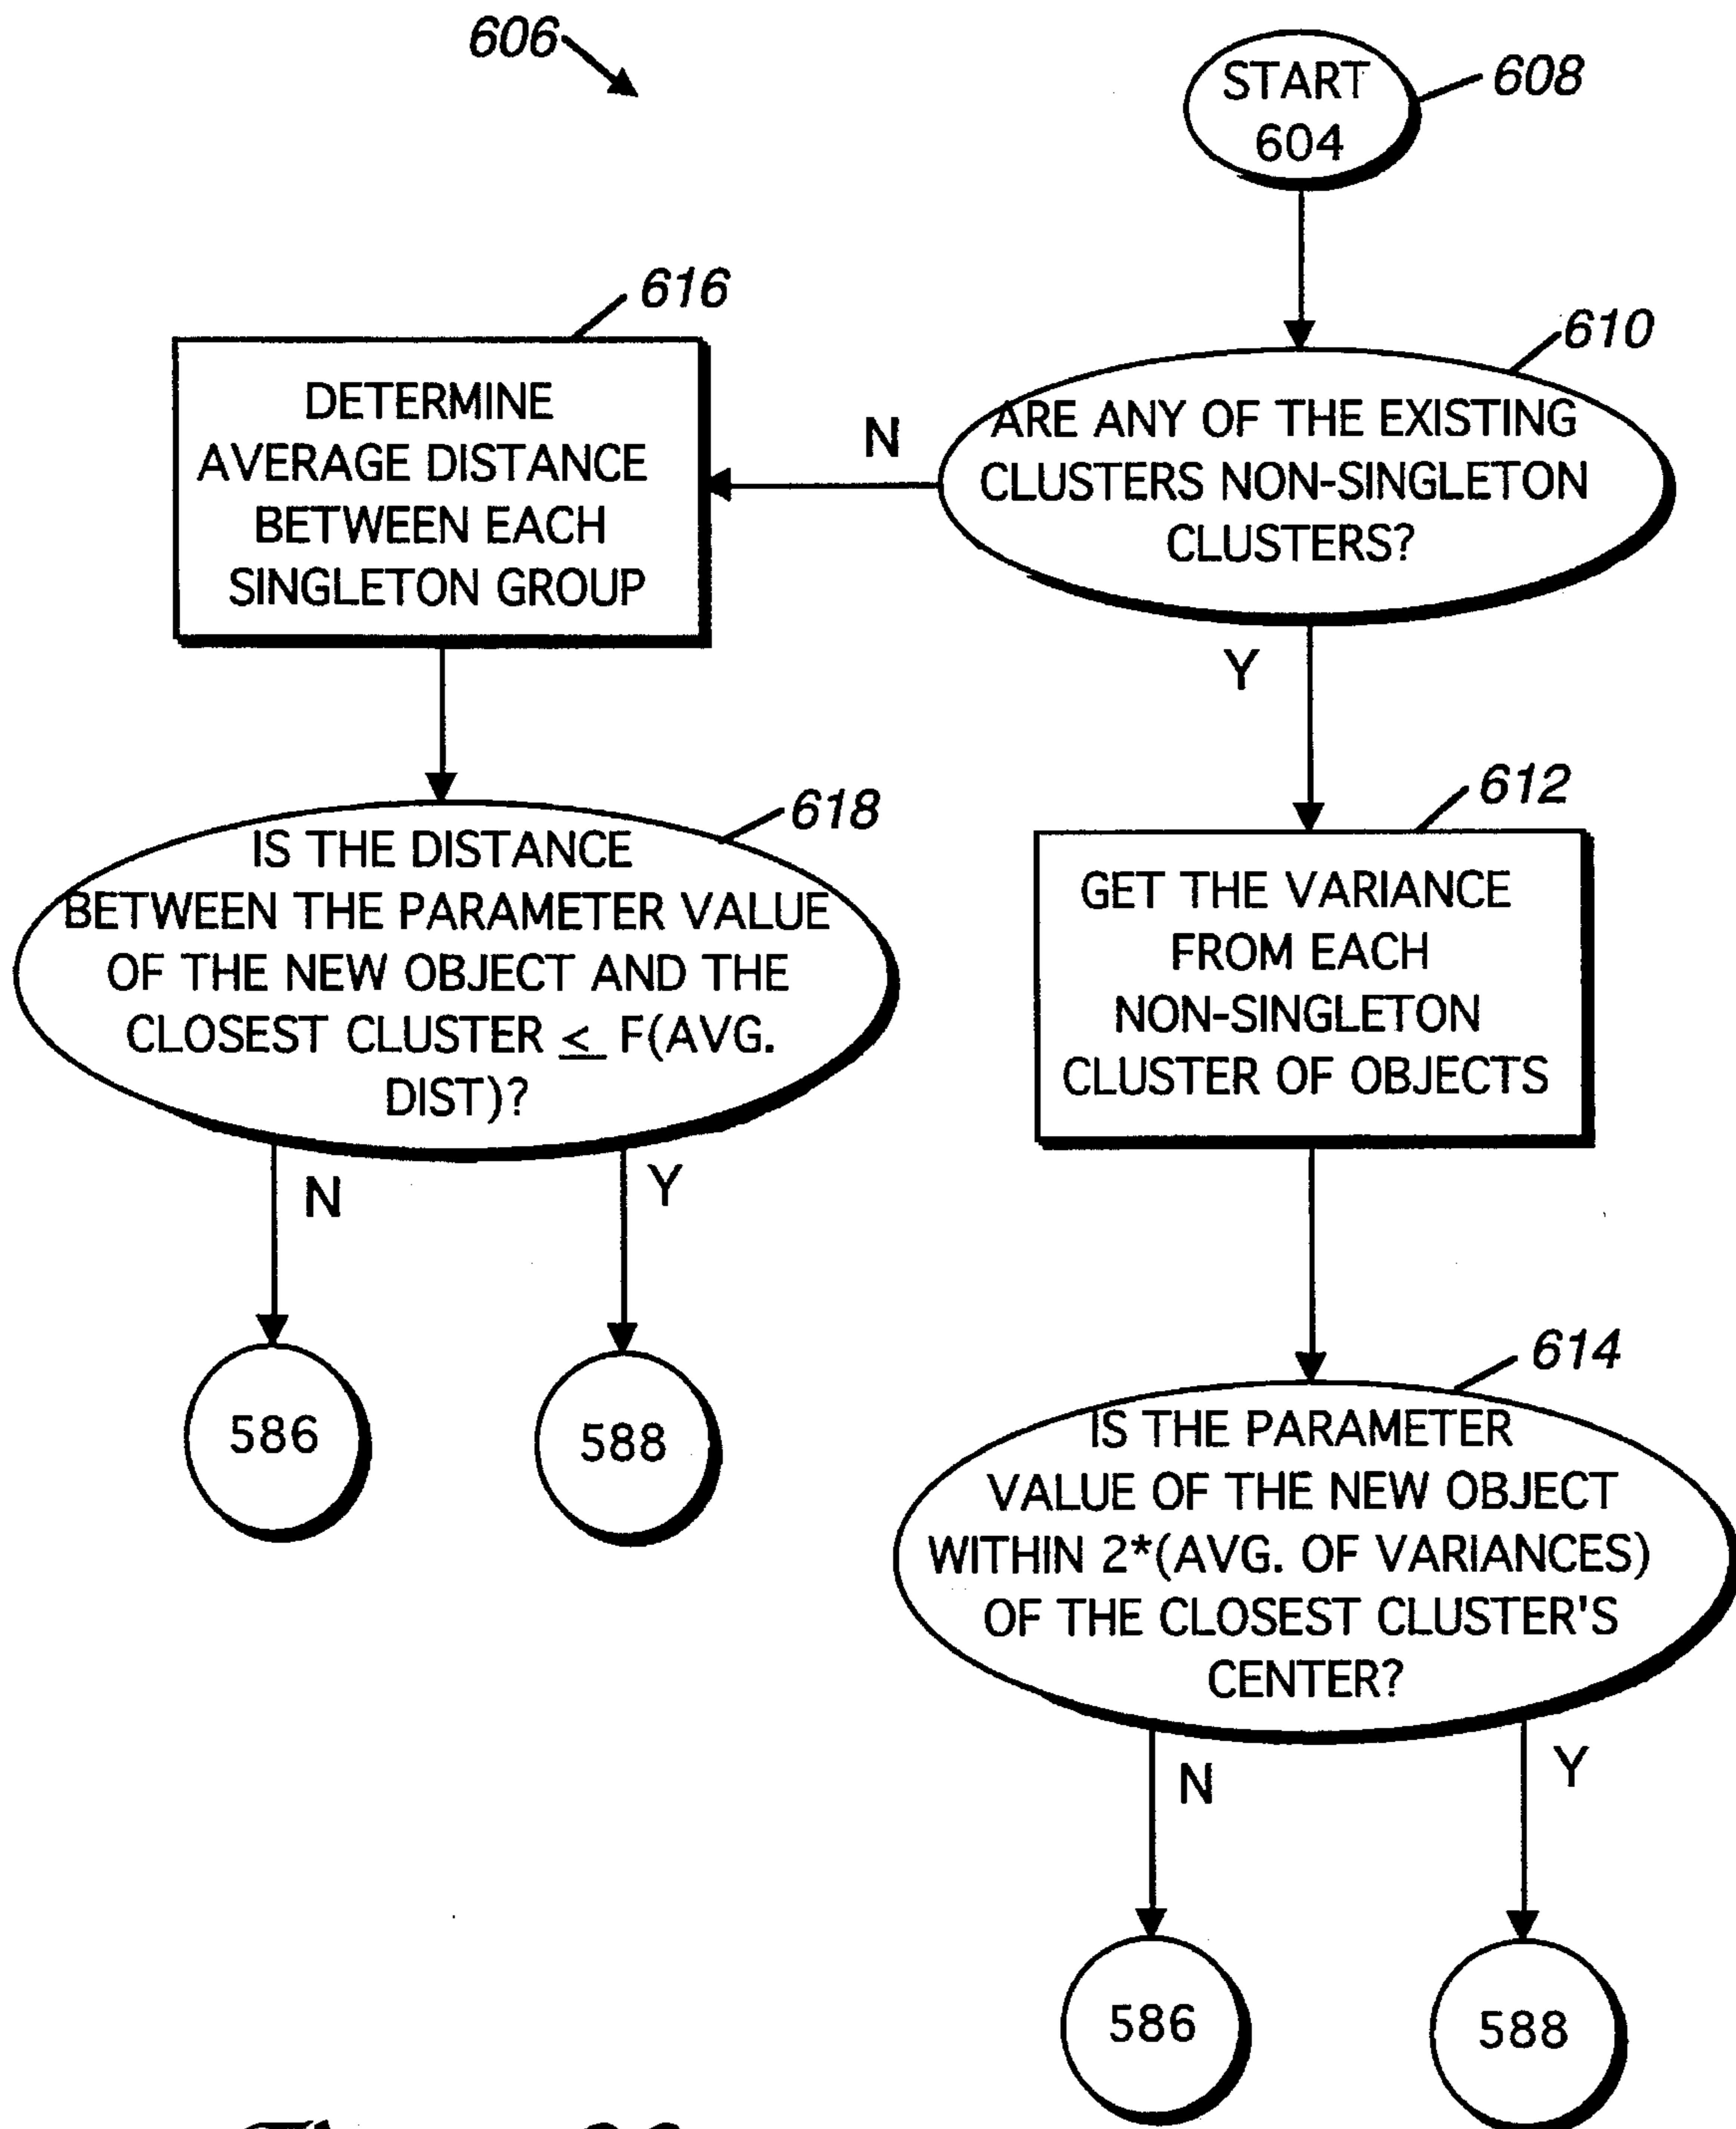 606
START
604
608
610
ARE ANY OF THE EXISTING
CLUSTERS NON-SINGLETON
CLUSTERS?
N
Y
616
DETERMINE
AVERAGE DISTANCE
BETWEEN EACH
SINGLETON GROUP
618
IS THE DISTANCE
BETWEEN THE PARAMETER VALUE
OF THE NEW OBJECT AND THE
CLOSEST CLUSTER ≤ F(AVG.
DIST)?
N
Y
586
588
612
GET THE VARIANCE
FROM EACH
NON-SINGLETON
CLUSTER OF OBJECTS
614
IS THE PARAMETER
VALUE OF THE NEW OBJECT
WITHIN 2*(AVG. OF VARIANCES)
OF THE CLOSEST CLUSTER'S
CENTER?
N
Y
586
588